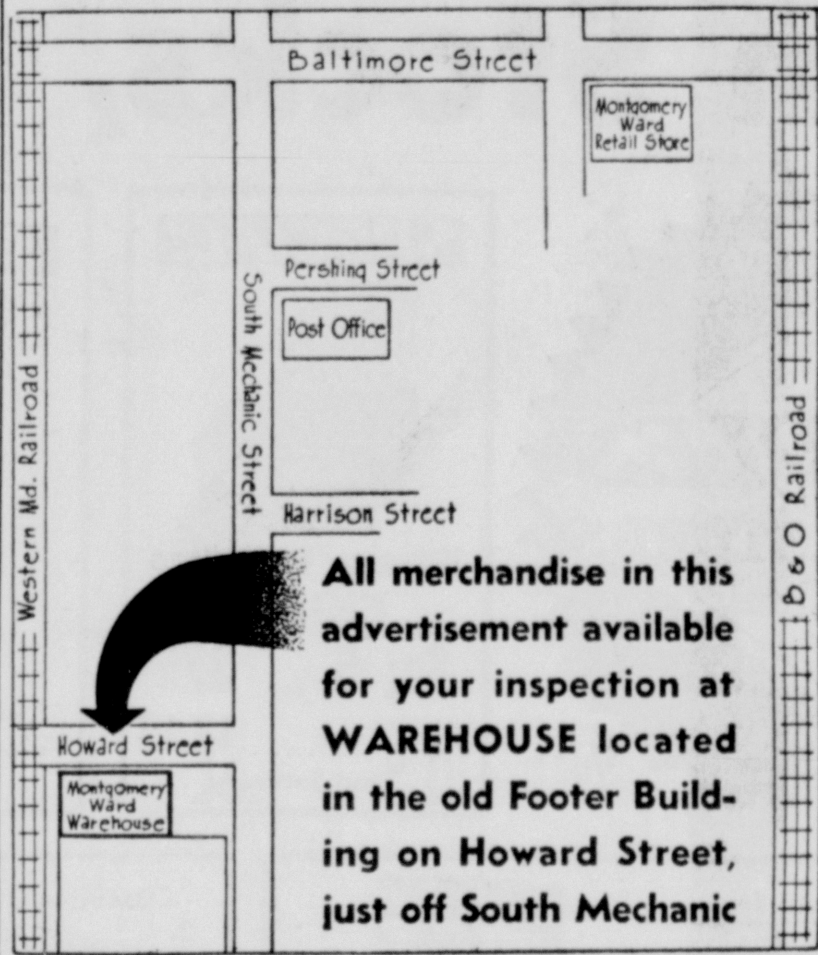 Baltimore Street
Montgomery
Ward
Retail Store
Pershing Street
South Mechanic Street
Post Office
Western Md. Railroad
B & O Railroad
Harrison Street
All merchandise in this
advertisement available
for your inspection at
WAREHOUSE located
in the old Footer Build-
ing on Howard Street,
just off South Mechanic
Howard Street
Montgomery
Ward
Warehouse